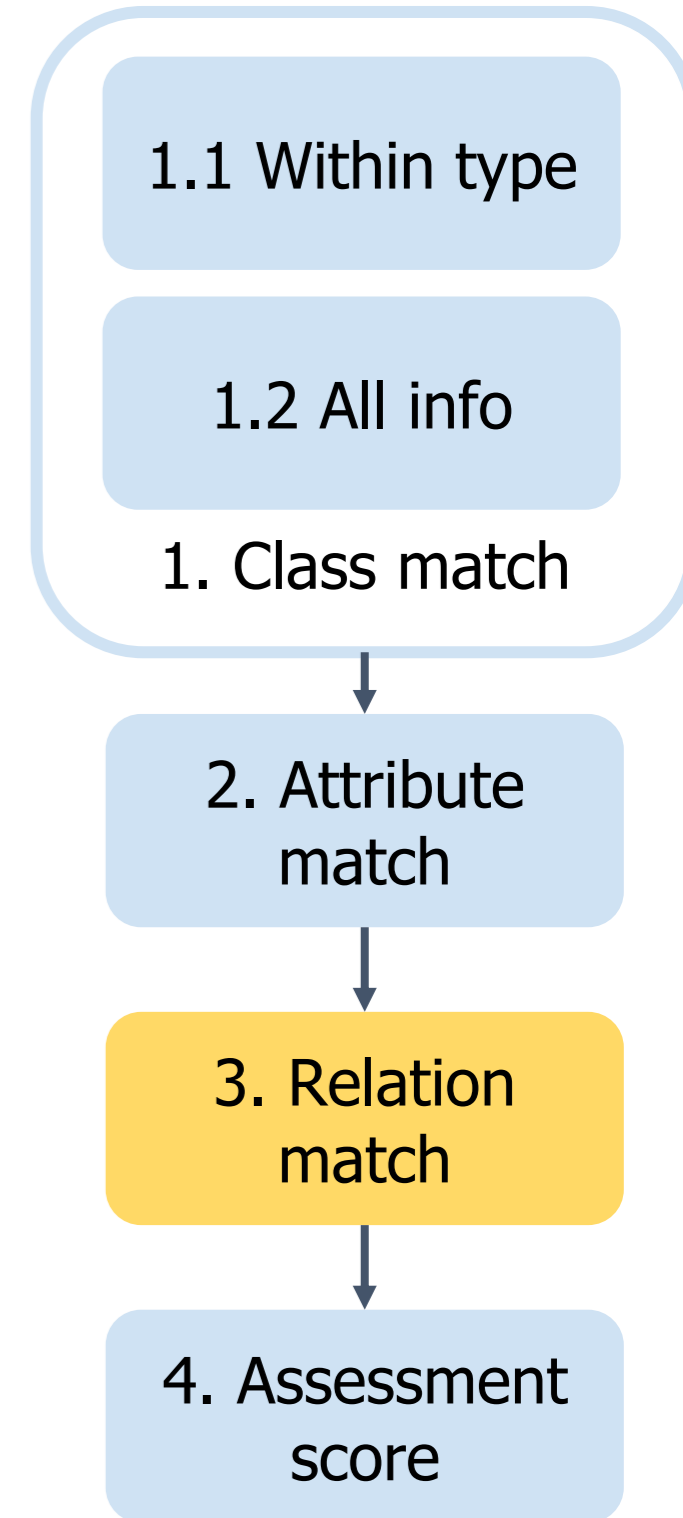 1.1 Within type
1.2 All info
1. Class match
2. Attribute
match
3. Relation
match
4. Assessment
score